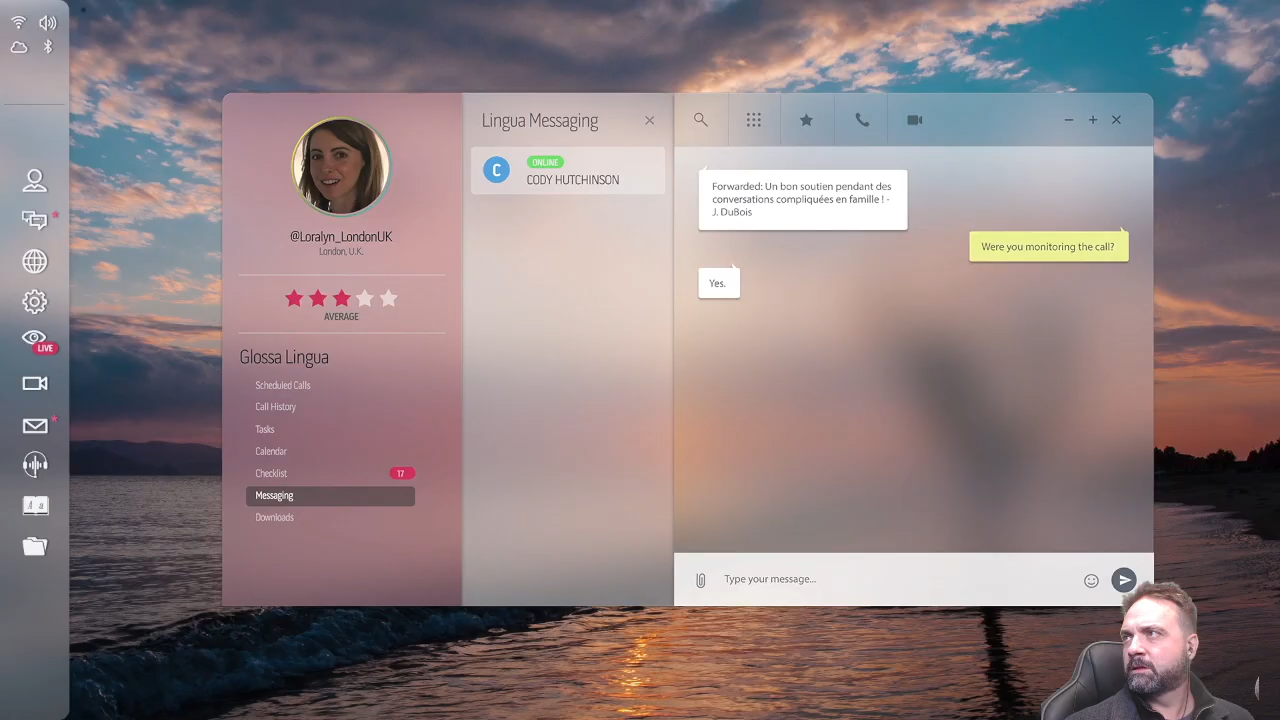 LIVE
@Loralyn_LondonUK
London, U.K.
AVERAGE
Glossa Lingua
Scheduled Calls
Call History
Tasks
Calendar
Checklist 17
Messaging
Downloads
Lingua Messaging
C
ONLINE
CODY HUTCHINSON
Forwarded: Un bon soutien pendant des
conversations compliquées en famille ! -
J. DuBois
Were you monitoring the call?
Yes.
Type your message...